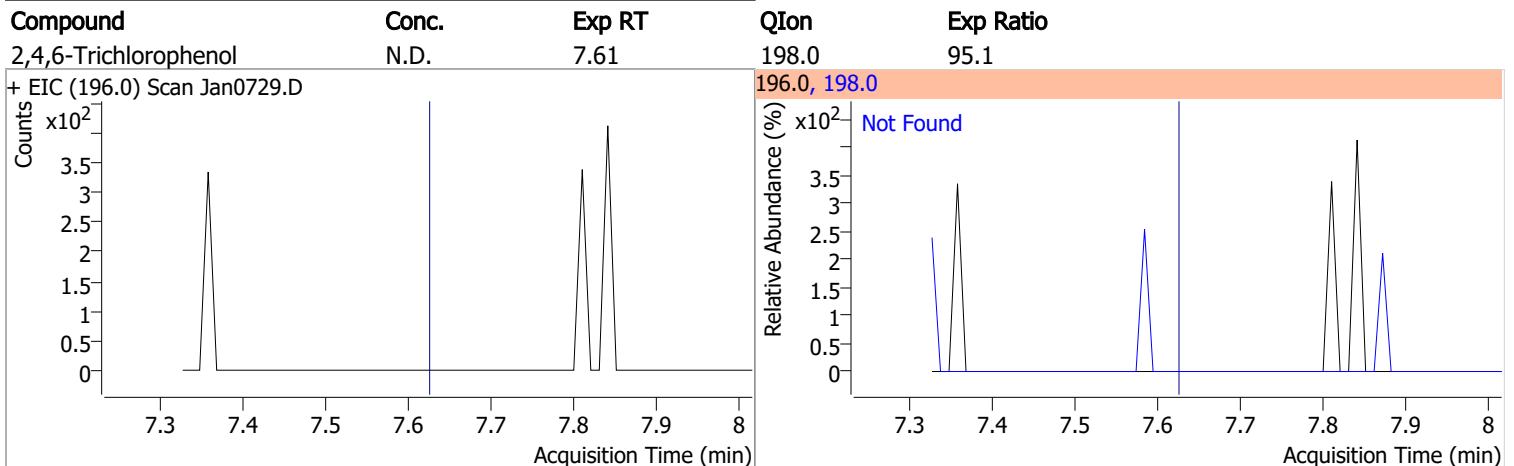 Compound Conc. Exp RT QIon Exp Ratio
2,4,6-Trichlorophenol N.D. 7.61 198.0 95.1
+ EIC (196.0) Scan Jan0729.D
Counts
x10²
3.5
3
2.5
2
1.5
1
0.5
0
7.3 7.4 7.5 7.6 7.7 7.8 7.9 8
Acquisition Time (min)
196.0, 198.0
Relative Abundance (%)
x10²
Not Found
3.5
3
2.5
2
1.5
1
0.5
0
7.3 7.4 7.5 7.6 7.7 7.8 7.9 8
Acquisition Time (min)